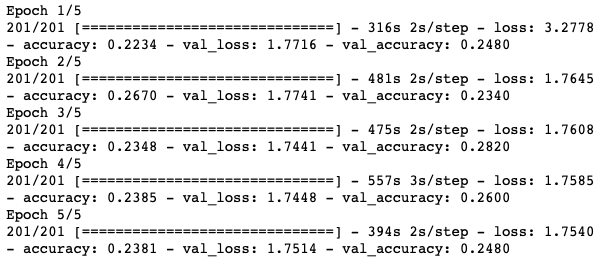 Epoch 1/5
201/201 [==============================] - 316s 2s/step - loss: 3.2778
- accuracy: 0.2234 - val_loss: 1.7716 - val_accuracy: 0.2480
Epoch 2/5
201/201 [==============================] - 481s 2s/step - loss: 1.7645
- accuracy: 0.2670 - val_loss: 1.7741 - val_accuracy: 0.2340
Epoch 3/5
201/201 [==============================] - 475s 2s/step - loss: 1.7608
- accuracy: 0.2348 - val_loss: 1.7441 - val_accuracy: 0.2820
Epoch 4/5
201/201 [==============================] - 557s 3s/step - loss: 1.7585
- accuracy: 0.2385 - val_loss: 1.7448 - val_accuracy: 0.2600
Epoch 5/5
201/201 [==============================] - 394s 2s/step - loss: 1.7540
- accuracy: 0.2381 - val_loss: 1.7514 - val_accuracy: 0.2480